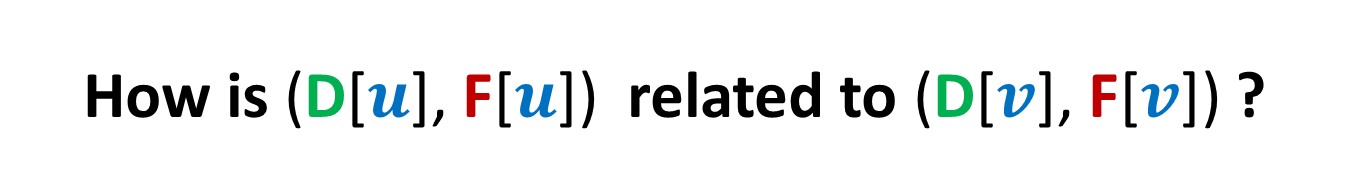 How is (D[u], F[u]) related to (D[v], F[v]) ?